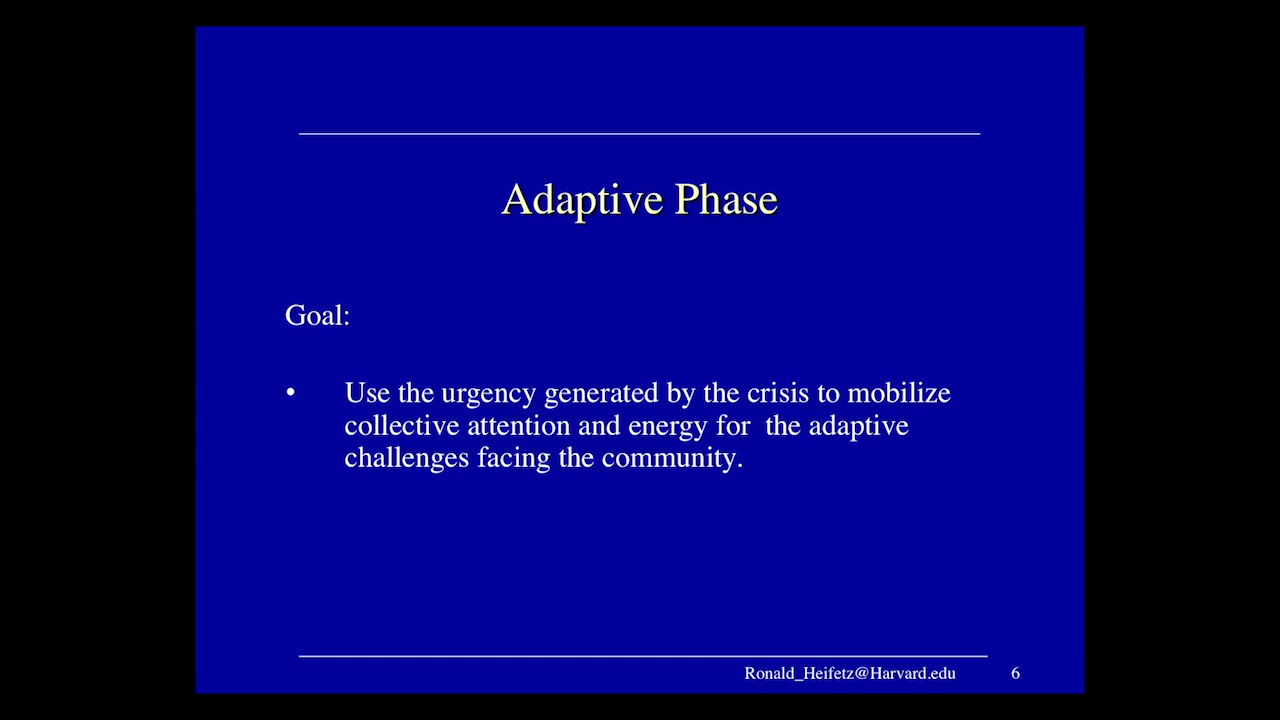 Adaptive Phase
Goal:
• Use the urgency generated by the crisis to mobilize
collective attention and energy for  the adaptive
challenges facing the community.
Ronald_Heifetz@Harvard.edu 6